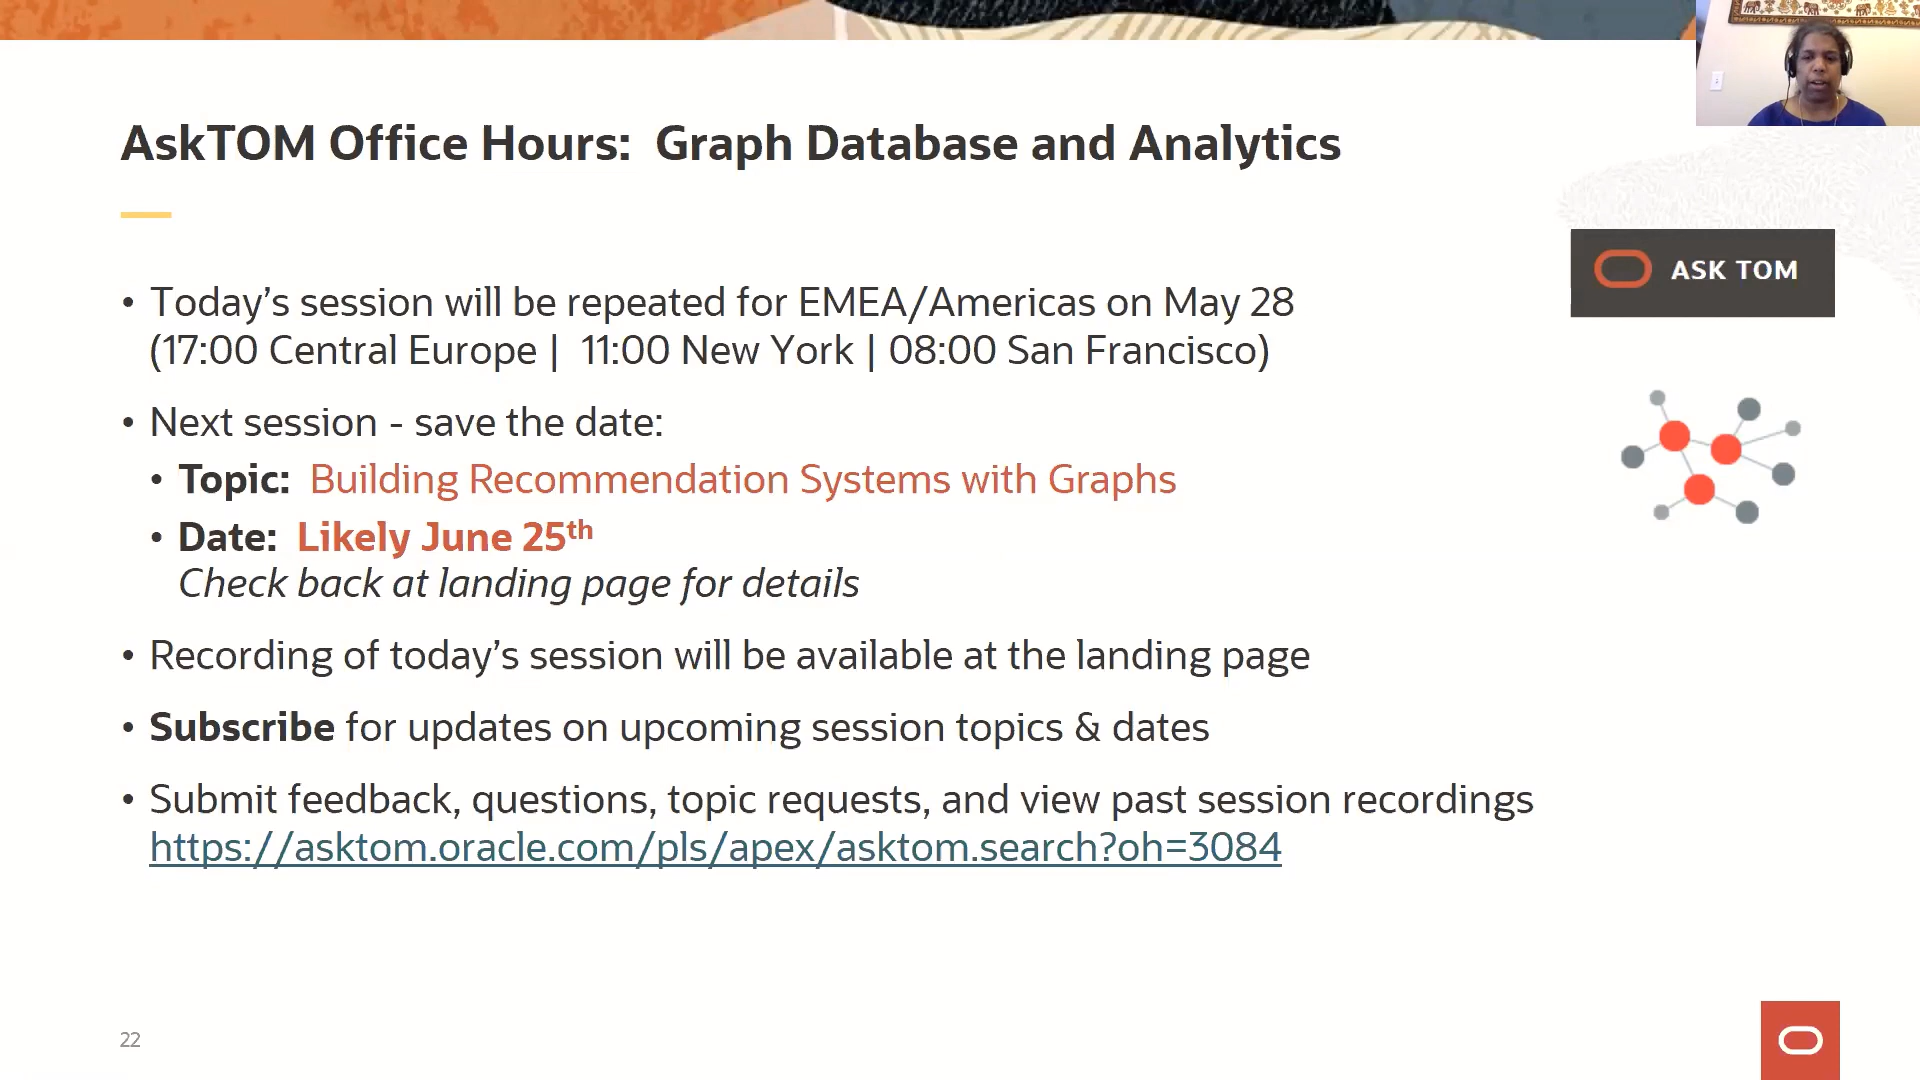 AskTOM Office Hours:  Graph Database and Analytics
ASK TOM
• Today’s session will be repeated for EMEA/Americas on May 28
(17:00 Central Europe |  11:00 New York | 08:00 San Francisco)
• Next session - save the date:
• Topic:  Building Recommendation Systems with Graphs
• Date:  Likely June 25th
Check back at landing page for details
• Recording of today’s session will be available at the landing page
• Subscribe for updates on upcoming session topics & dates
• Submit feedback, questions, topic requests, and view past session recordings
https://asktom.oracle.com/pls/apex/asktom.search?oh=3084
22